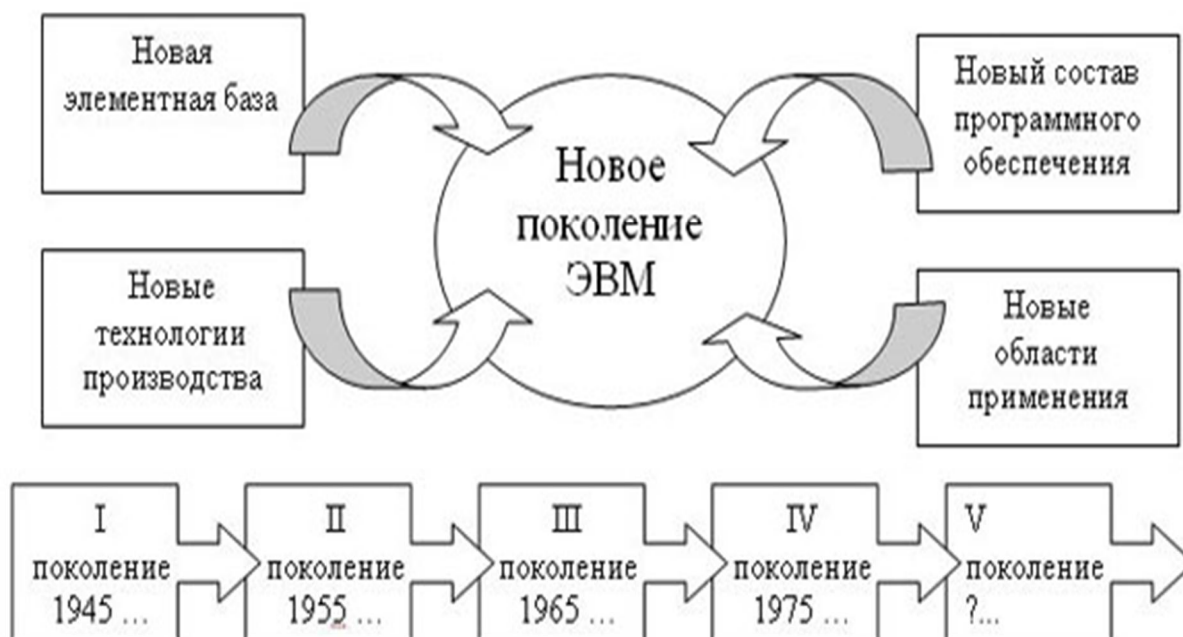 Новая
элементная база
Новый состав
программного
обеспечения
Новое
поколение
ЭВМ
Новые
технологии
производства
Новые
области
применения
I
поколение
1945 ...
II
поколение
1955 ...
III
поколение
1965 ...
IV
поколение
1975 ...
V
поколение
?...